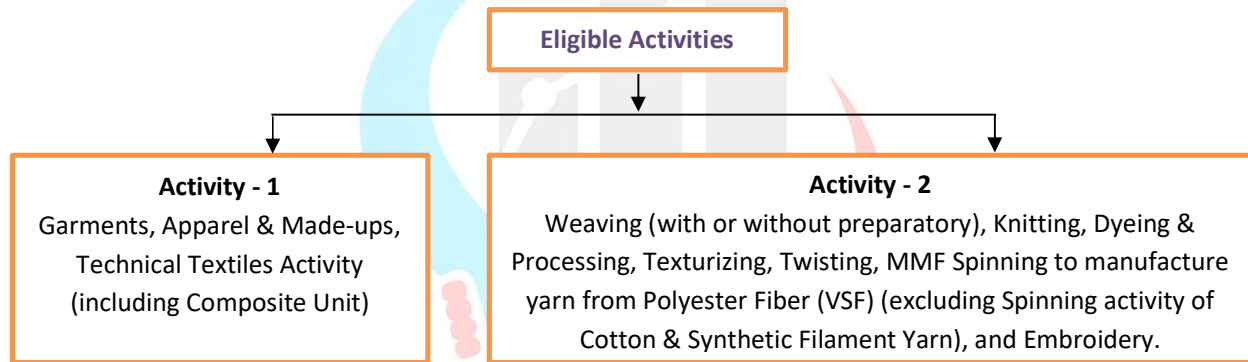 Eligible Activities
Activity - 1
Garments, Apparel & Made-ups,
Technical Textiles Activity
(including Composite Unit)
Activity - 2
Weaving (with or without preparatory), Knitting, Dyeing &
Processing, Texturizing, Twisting, MMF Spinning to manufacture
yarn from Polyester Fiber (VSF) (excluding Spinning activity of
Cotton & Synthetic Filament Yarn), and Embroidery.